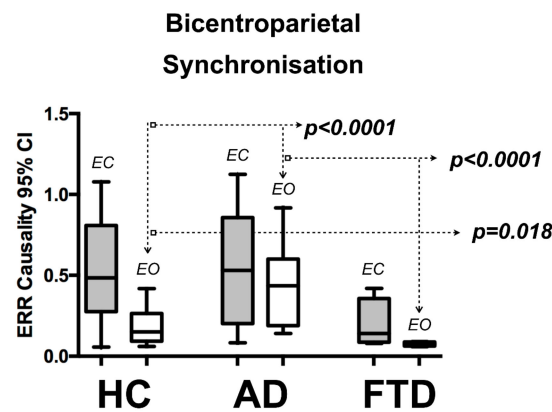 Bicentroparietal
Synchronisation
ERR Causality 95% CI
1.5
1.0
0.5
0.0
EC
EO
EC
EO
EC
EO
p<0.0001
p<0.0001
p=0.018
HC
AD
FTD